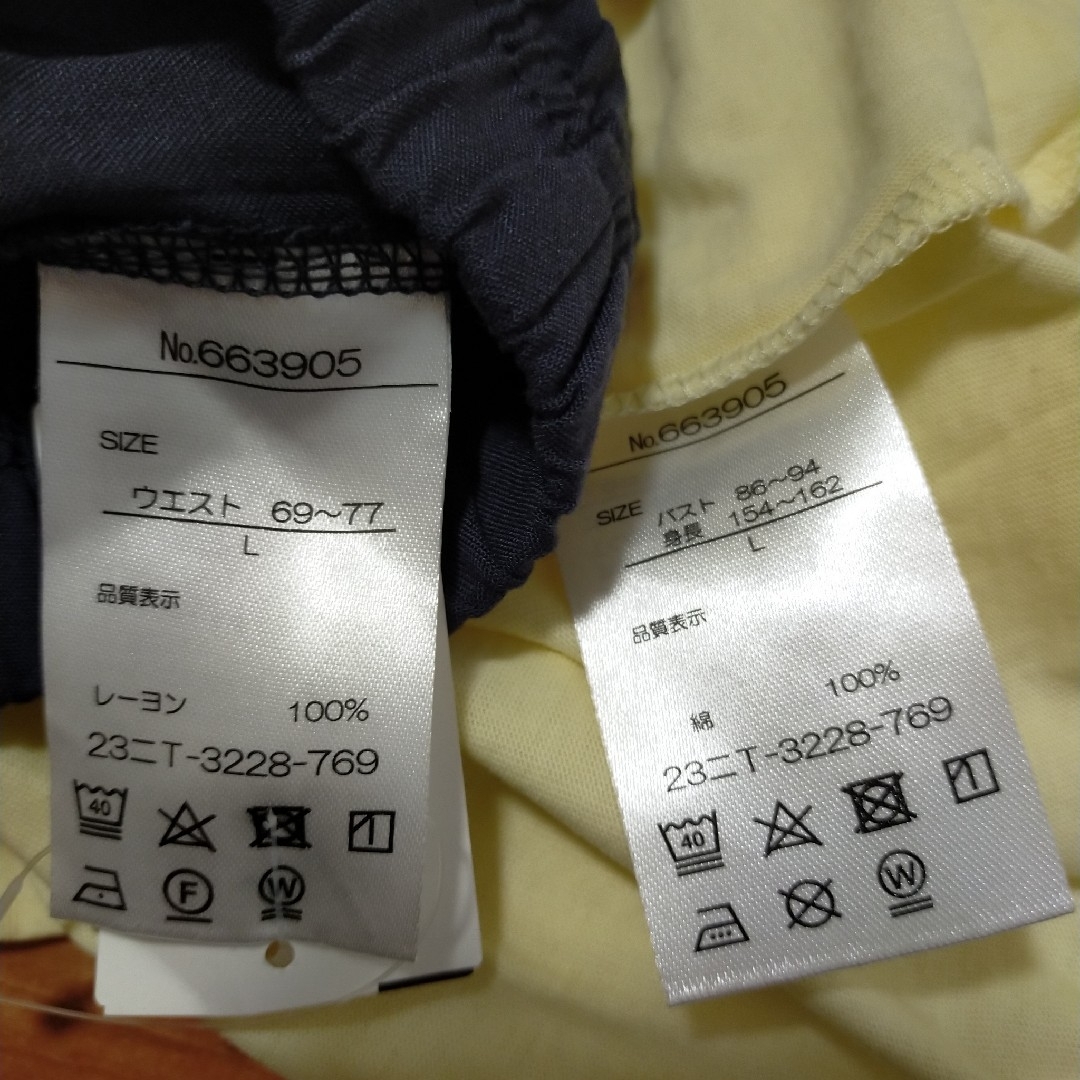 No.663905
SIZE
ウエスト 69～77
L
品質表示
レーヨン 100%
23ニT-3228-769
40
F
W
No.663905
SIZE バスト 86～94
身長 154～162
L
品質表示
綿 100%
23ニT-3228-769
40
W